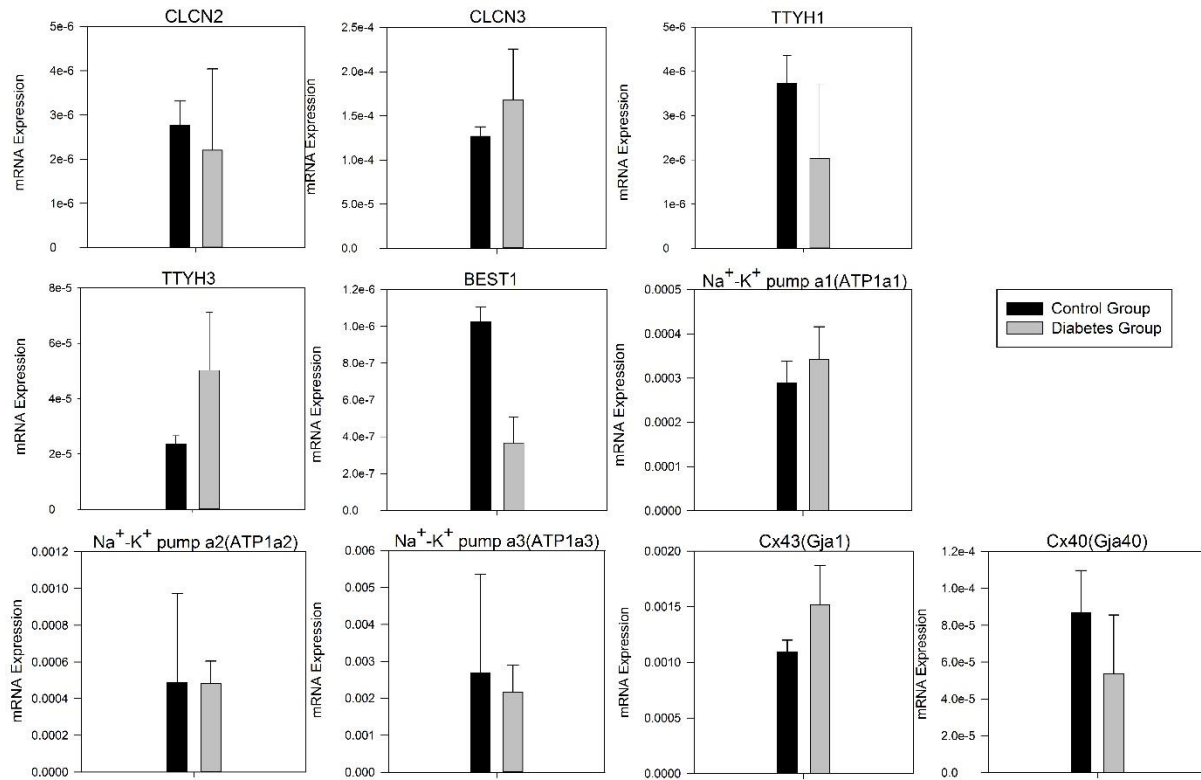 CLCN2
5e-6
4e-6
3e-6
2e-6
1e-6
0
mRNA Expression
CLCN3
2.5e-4
2.0e-4
1.5e-4
1.0e-4
5.0e-5
0.0
mRNA Expression
TTYH1
5e-6
4e-6
3e-6
2e-6
1e-6
0
mRNA Expression
TTYH3
8e-5
6e-5
4e-5
2e-5
0
mRNA Expression
BEST1
1.2e-6
1.0e-6
8.0e-7
6.0e-7
4.0e-7
2.0e-7
0.0
mRNA Expression
Na⁺-K⁺ pump a1(ATP1a1)
0.0005
0.0004
0.0003
0.0002
0.0001
0.0000
mRNA Expression
Control Group
Diabetes Group
Na⁺-K⁺ pump a2(ATP1a2)
0.0012
0.0010
0.0008
0.0006
0.0004
0.0002
0.0000
mRNA Expression
Na⁺-K⁺ pump a3(ATP1a3)
0.006
0.005
0.004
0.003
0.002
0.001
0.000
mRNA Expression
Cx43(Gja1)
0.0020
0.0015
0.0010
0.0005
0.0000
mRNA Expression
Cx40(Gja40)
1.2e-4
1.0e-4
8.0e-5
6.0e-5
4.0e-5
2.0e-5
0.0
mRNA Expression